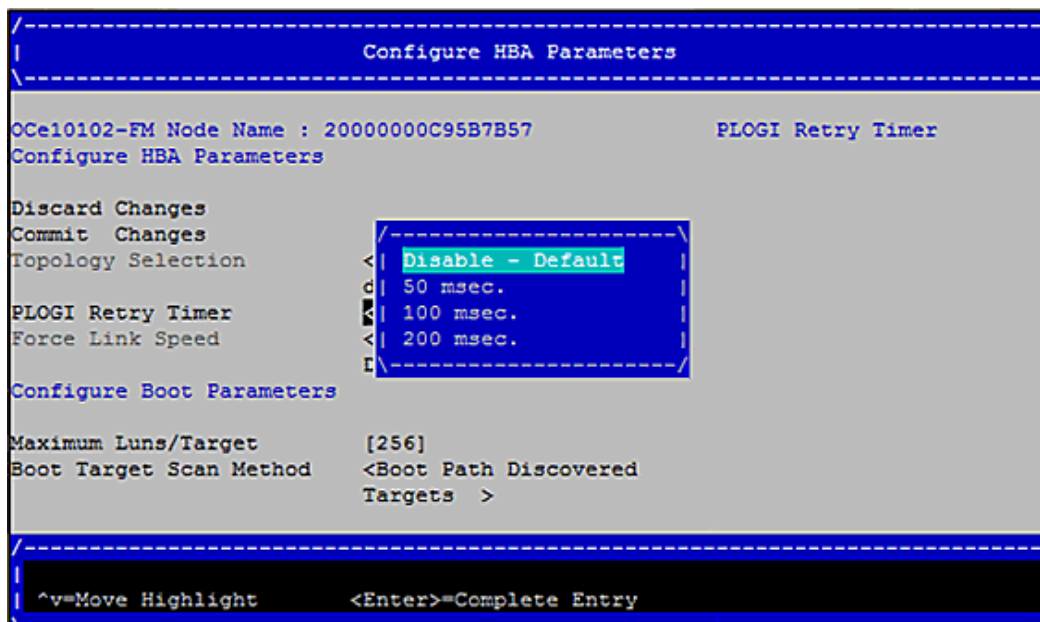 Configure HBA Parameters
OCe10102-FM Node Name : 20000000C95B7B57 PLOGI Retry Timer
Configure HBA Parameters
Discard Changes
Commit Changes
Topology Selection <
Disable - Default
d
50 msec.
PLOGI Retry Timer <
100 msec.
Force Link Speed <
200 msec.
D
Configure Boot Parameters
Maximum Luns/Target [256]
Boot Target Scan Method <Boot Path Discovered
Targets >
^v=Move Highlight <Enter>=Complete Entry